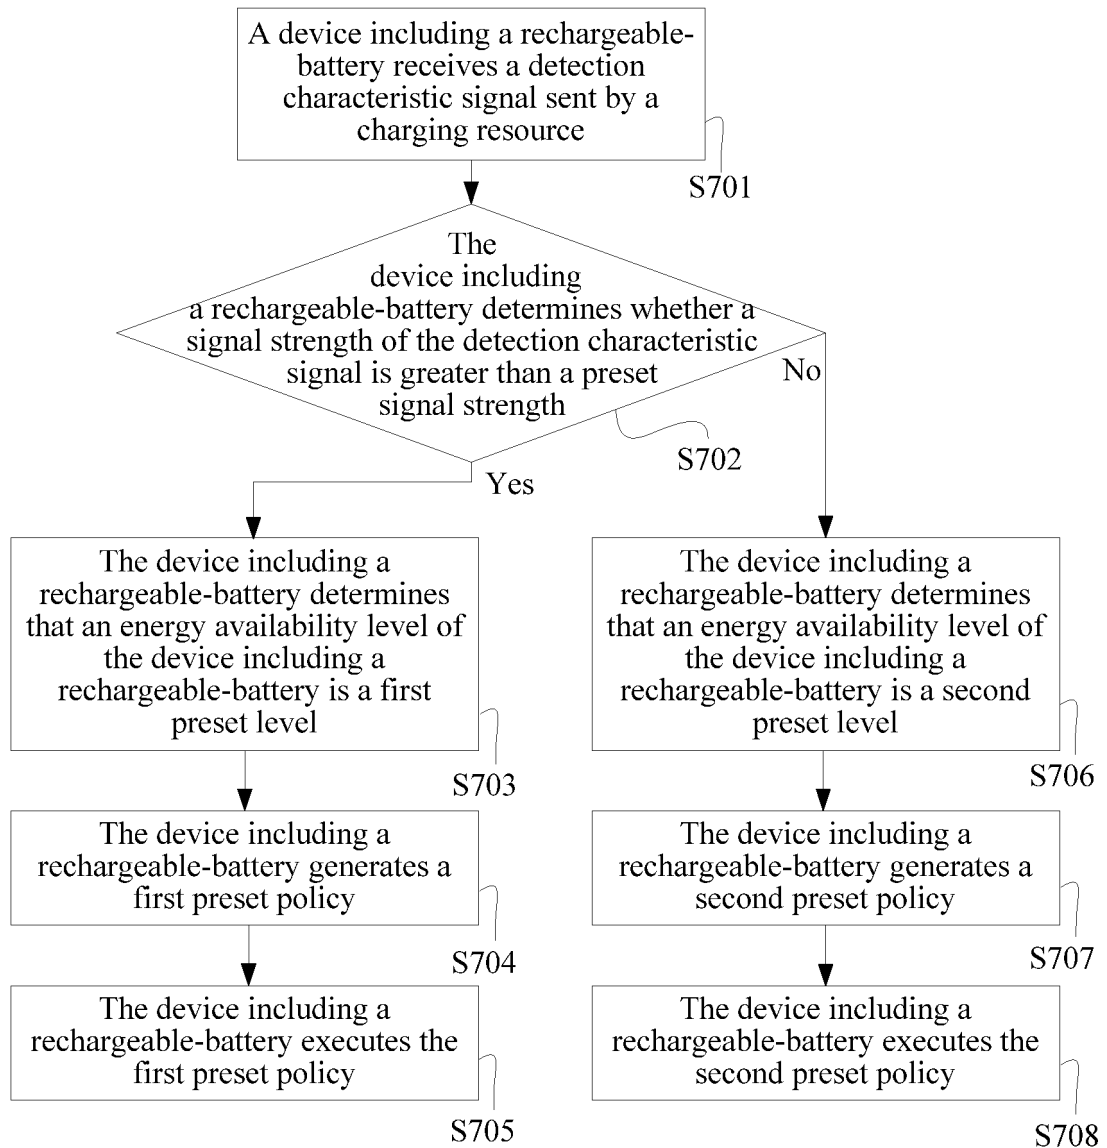 A device including a rechargeable-
battery receives a detection
characteristic signal sent by a
charging resource
S701
The
device including
a rechargeable-battery determines whether a
signal strength of the detection characteristic
signal is greater than a preset
signal strength
No
S702
Yes
The device including a
rechargeable-battery determines
that an energy availability level of
the device including a
rechargeable-battery is a first
preset level
S703
The device including a
rechargeable-battery generates a
first preset policy
S704
The device including a
rechargeable-battery executes the
first preset policy
S705
The device including a
rechargeable-battery determines
that an energy availability level of
the device including a
rechargeable-battery is a second
preset level
S706
The device including a
rechargeable-battery generates a
second preset policy
S707
The device including a
rechargeable-battery executes the
second preset policy
S708